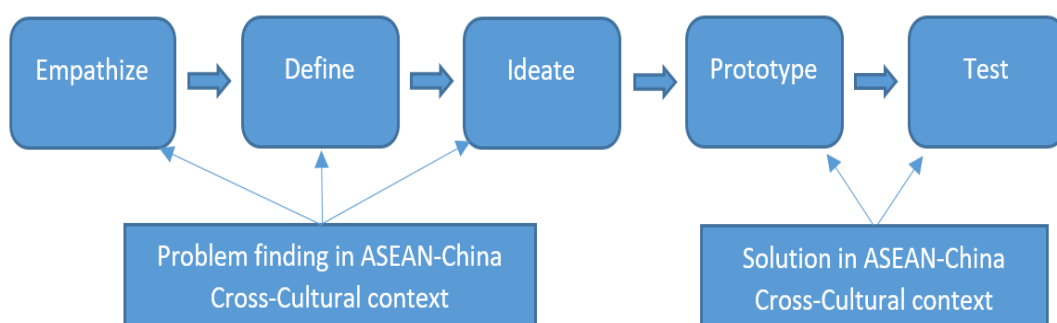 Empathize
Define
Ideate
Prototype
Test
Problem finding in ASEAN-China
Cross-Cultural context
Solution in ASEAN-China
Cross-Cultural context